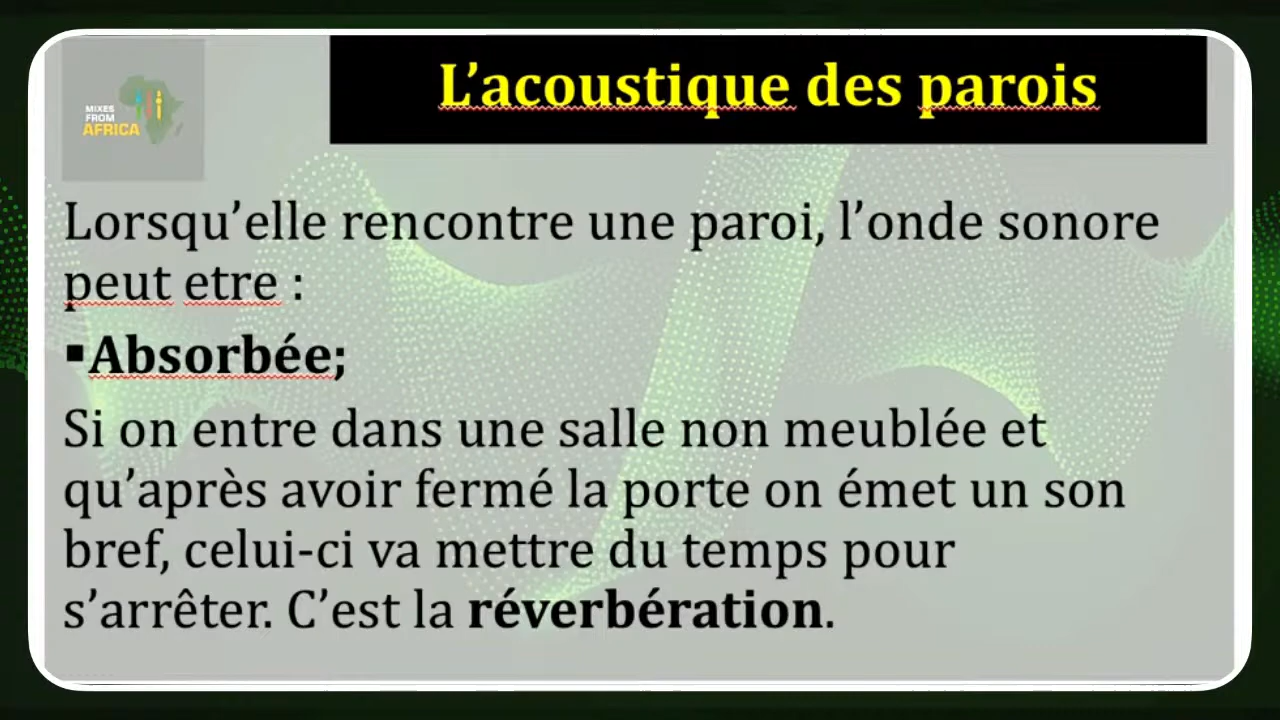 L’acoustique des parois
MIXES
FROM
AFRICA
Lorsqu’elle rencontre une paroi, l’onde sonore
peut etre :
▪Absorbée;
Si on entre dans une salle non meublée et
qu’après avoir fermé la porte on émet un son
bref, celui-ci va mettre du temps pour
s’arrêter. C’est la réverbération.